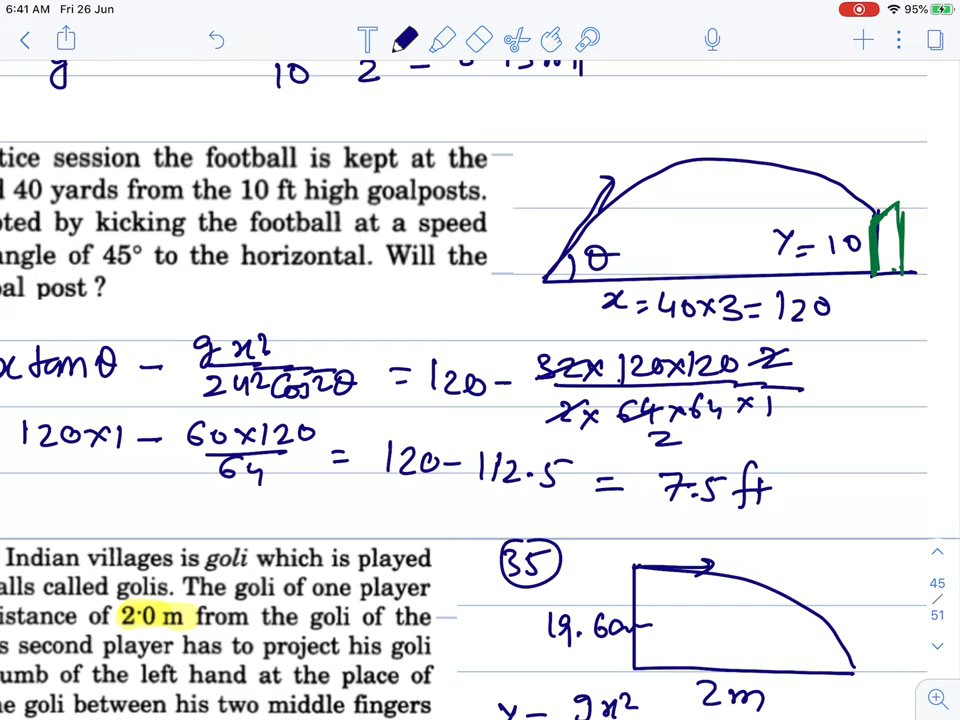 6:41 AM Fri 26 Jun
95%
T
10 2
tice session the football is kept at the
40 yards from the 10 ft high goalposts.
oted by kicking the football at a speed
angle of 45° to the horizontal. Will the
al post ?
θ
y = 10
x = 40×3 = 120
x tan θ − gx² / 2u² cos²θ = 120 − 32 × 120×120 2 / 2 × 64×64 × 1
2
120×1 − 60×120 / 64 = 120 − 112.5 = 7.5 ft
Indian villages is goli which is played
alls called golis. The goli of one player
istance of 2·0 m from the goli of the
s second player has to project his goli
umb of the left hand at the place of
e goli between his two middle fingers
35
2m
gx²
45
/
51